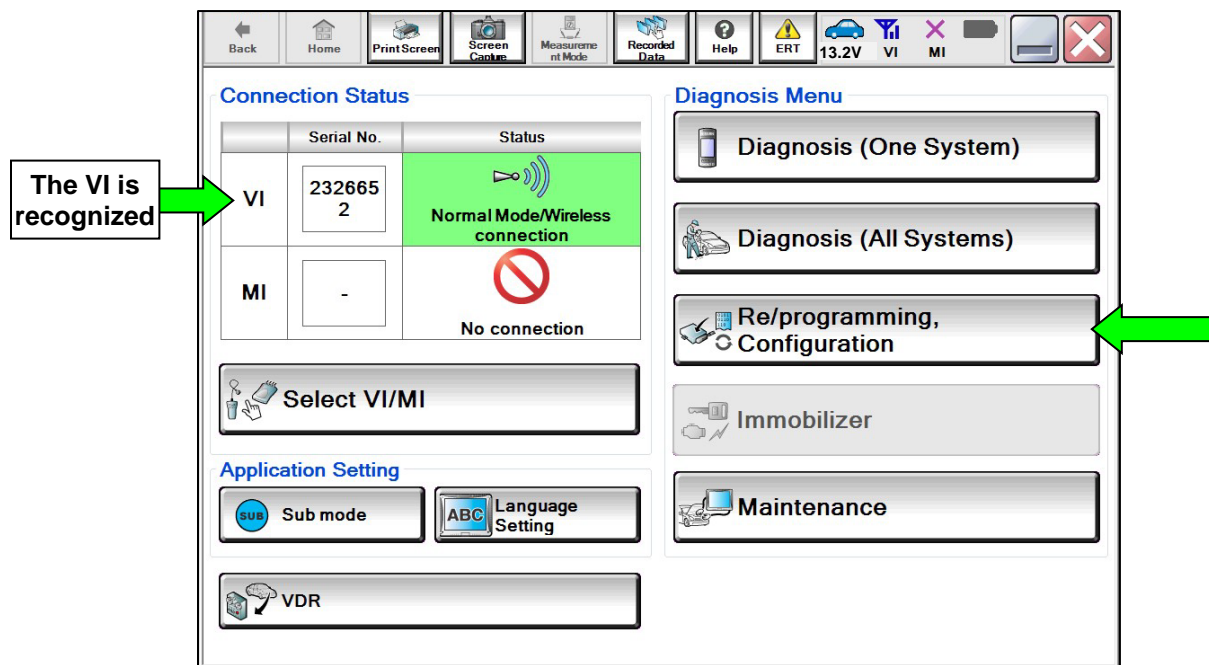 Back
Home
Print Screen
Screen
Capture
Measureme
nt Mode
Recorded
Data
Help
ERT
13.2V
VI
MI
Connection Status
Serial No.
Status
VI
232665
2
Normal Mode/Wireless
connection
MI
-
No connection
Select VI/MI
Application Setting
SUB
Sub mode
ABC
Language
Setting
VDR
Diagnosis Menu
Diagnosis (One System)
Diagnosis (All Systems)
Re/programming,
Configuration
Immobilizer
Maintenance
The VI is
recognized